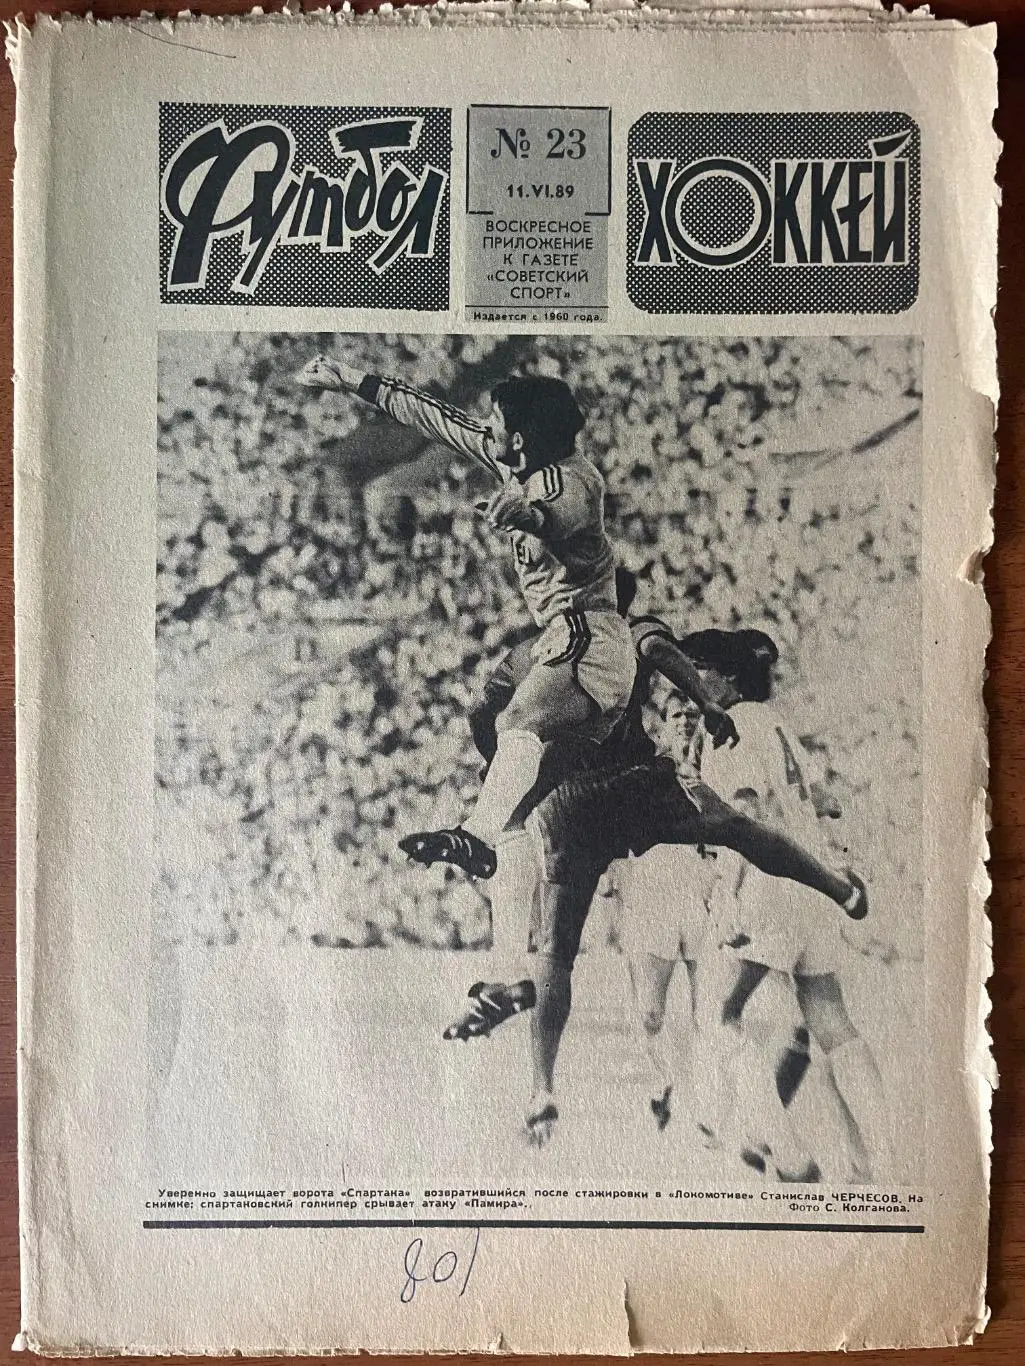 Футбол
№ 23
11.VI.89
ВОСКРЕСНОЕ
ПРИЛОЖЕНИЕ
К ГАЗЕТЕ
«СОВЕТСКИЙ
СПОРТ»
Издается с 1960 года.
ХОККЕЙ
Уверенно защищает ворота «Спартака» возвратившийся после стажировки в «Локомотиве» Станислав ЧЕРЧЕСОВ. На
снимке: спартаковский голкипер срывает атаку «Памира»..
Фото С. Колганова.
801